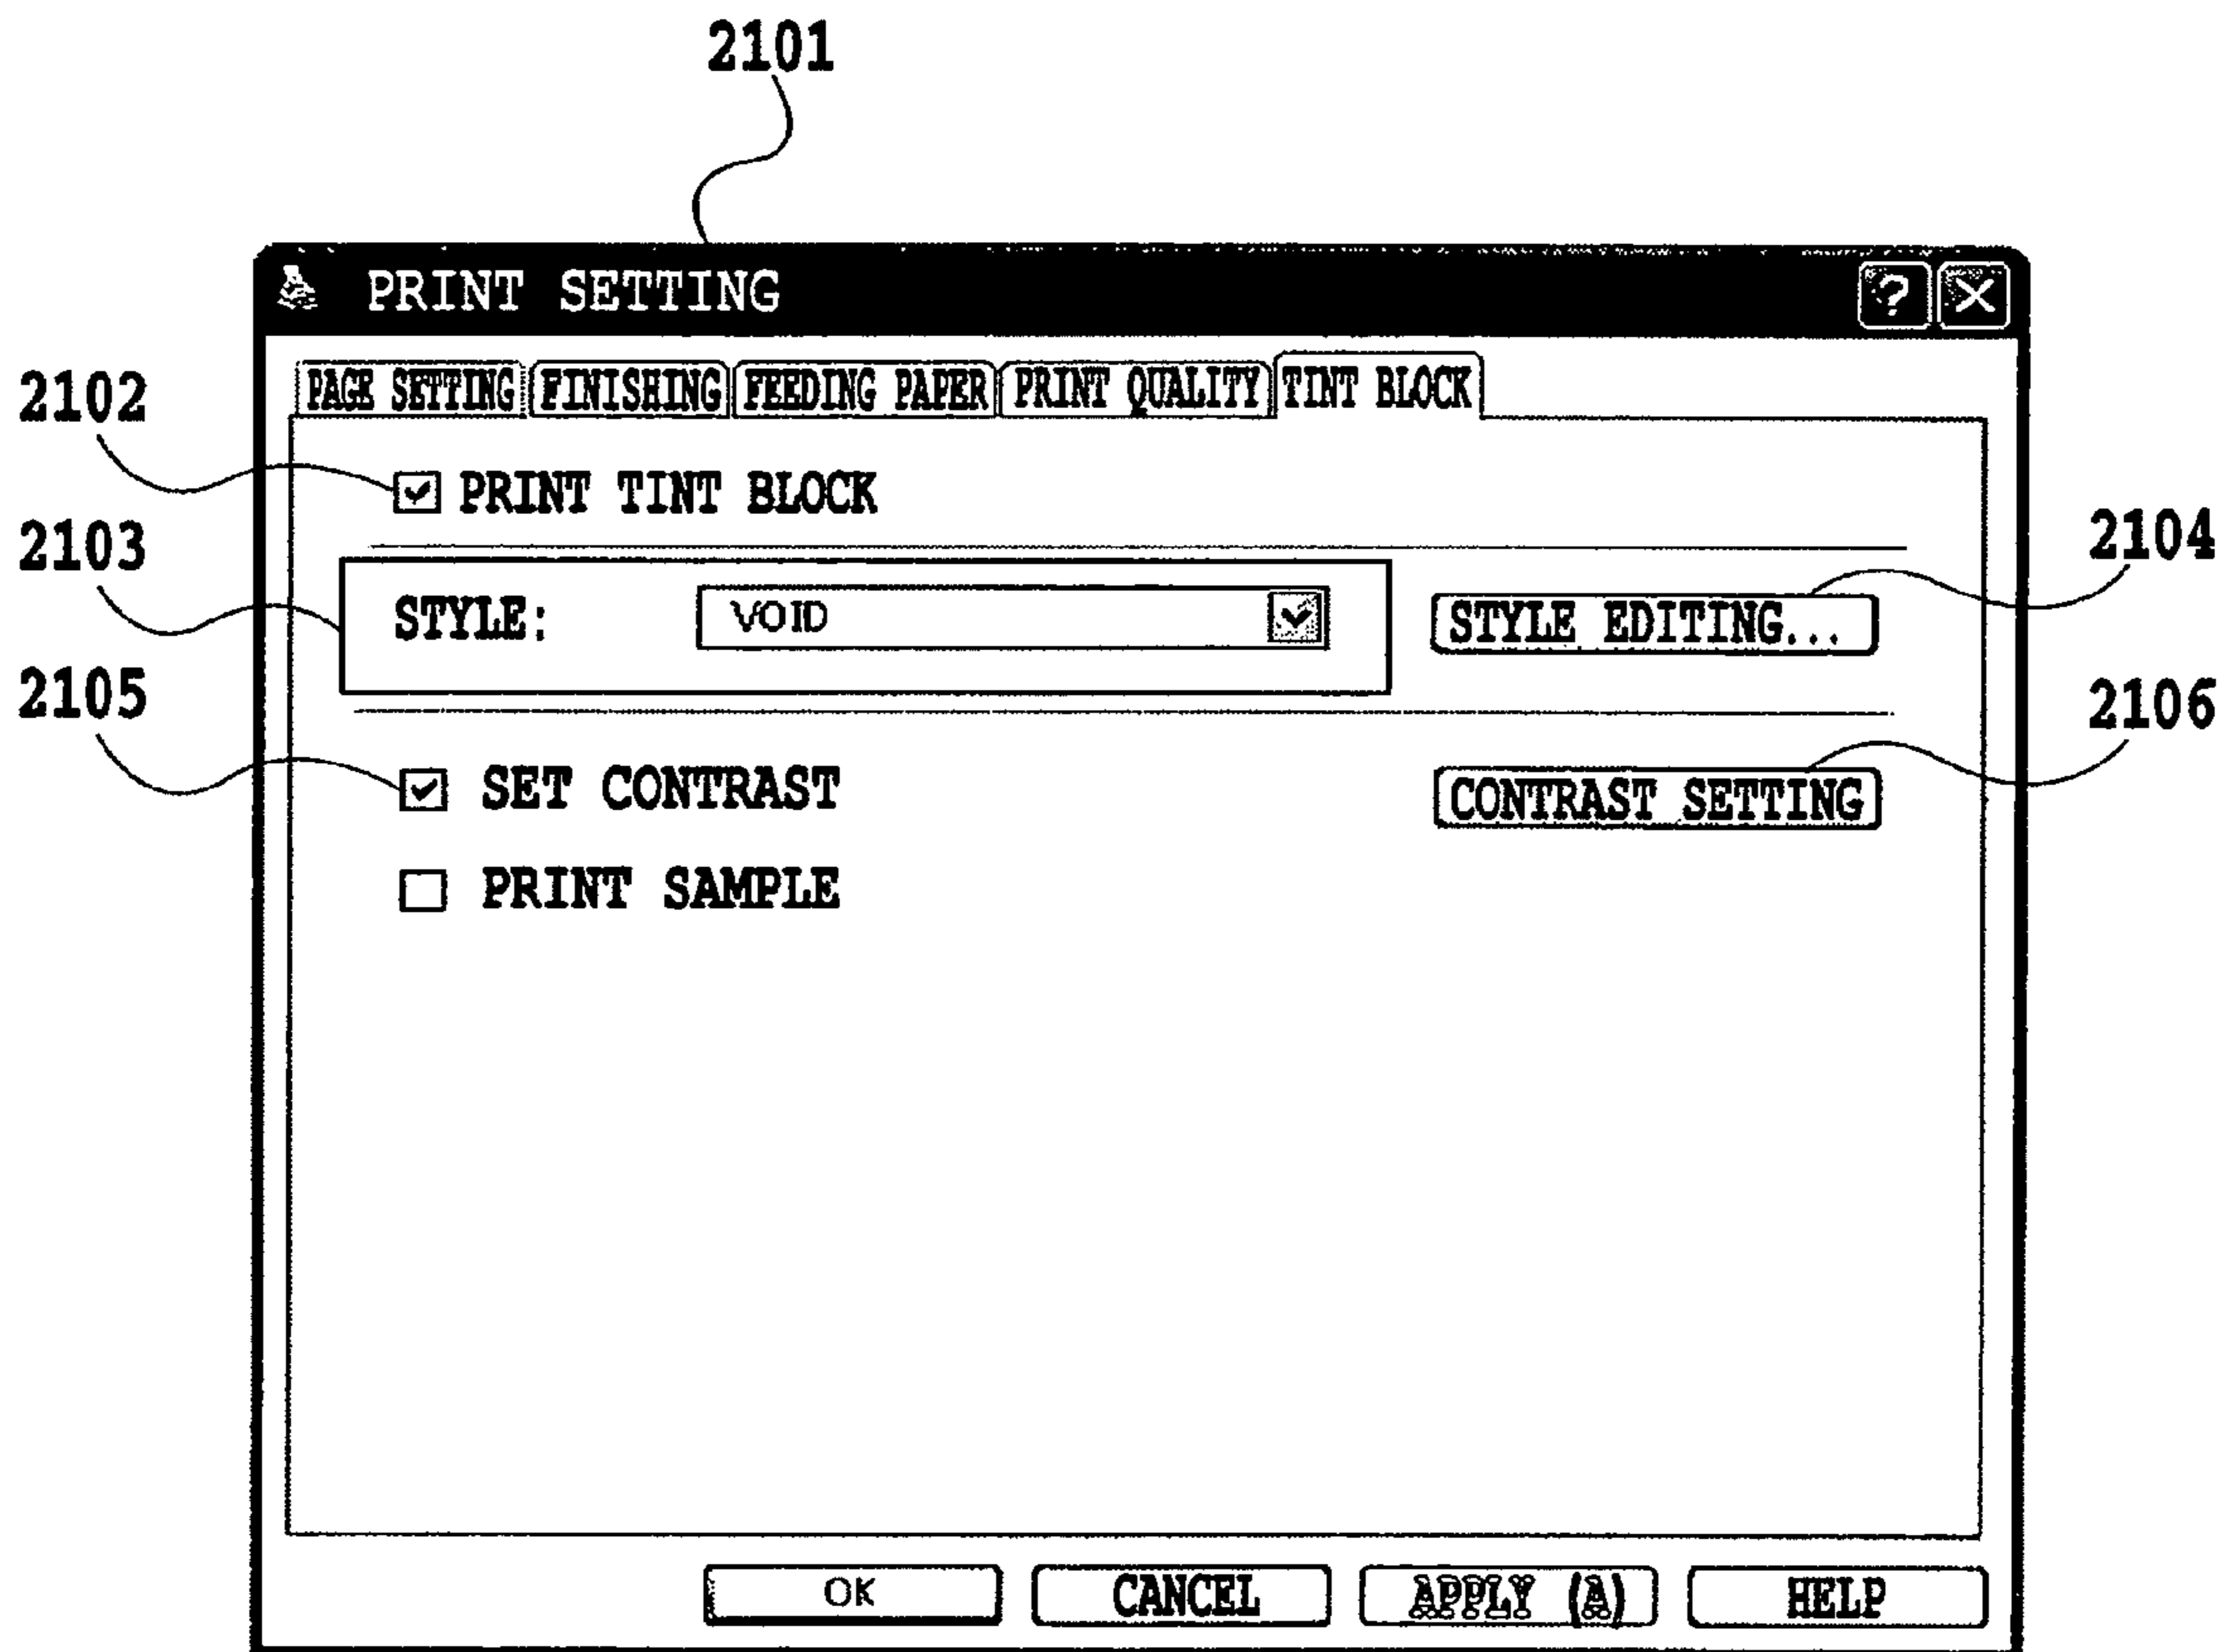 2101
PRINT SETTING ? X
PAGE SETTING FINISHING FEEDING PAPER PRINT QUALITY TINT BLOCK
2102
PRINT TINT BLOCK
2103
2104
STYLE: VOID STYLE EDITING...
2105
2106
SET CONTRAST CONTRAST SETTING
PRINT SAMPLE
OK CANCEL APPLY (A) HELP